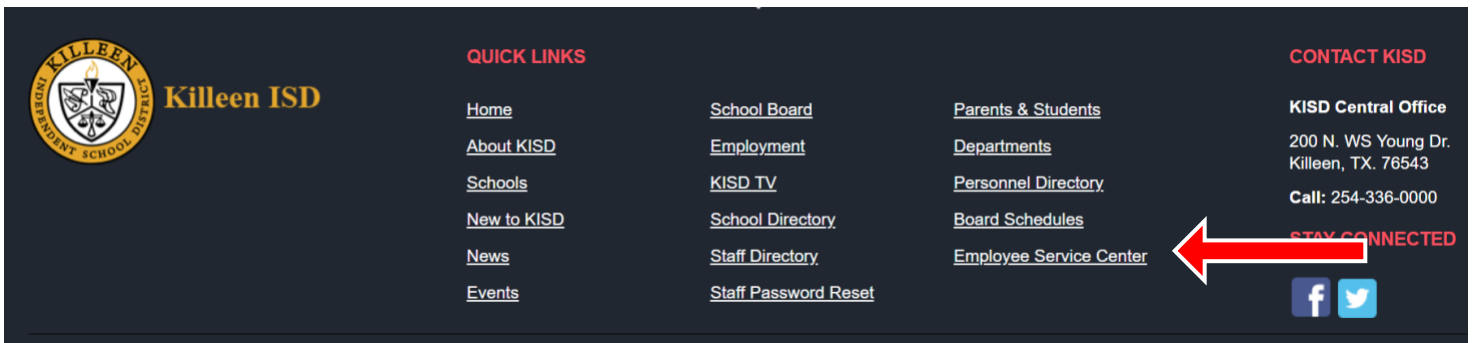 KILLEEN
INDEPENDENT SCHOOL DISTRICT
Killeen ISD
QUICK LINKS
Home
About KISD
Schools
New to KISD
News
Events
School Board
Employment
KISD TV
School Directory
Staff Directory
Staff Password Reset
Parents & Students
Departments
Personnel Directory
Board Schedules
Employee Service Center
CONTACT KISD
KISD Central Office
200 N. WS Young Dr.
Killeen, TX. 76543
Call: 254-336-0000
STAY CONNECTED
f